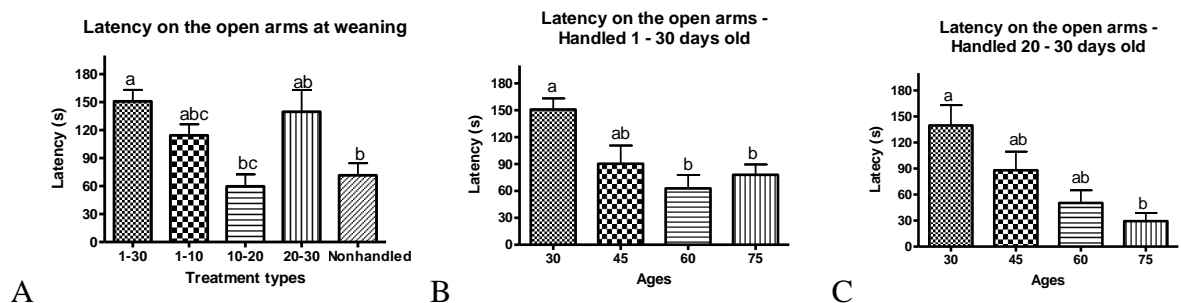 Latency on the open arms at weaning
Latency (s)
180
150
120
90
60
30
0
a
abc
bc
ab
b
1-30
1-10
10-20
20-30
Nonhandled
Treatment types
A
Latency on the open arms -
Handled 1 - 30 days old
Latency (s)
180
150
120
90
60
30
0
a
ab
b
b
30
45
60
75
Ages
B
Latency on the open arms -
Handled 20 - 30 days old
Latecy (s)
180
150
120
90
60
30
0
a
ab
ab
b
30
45
60
75
Ages
C